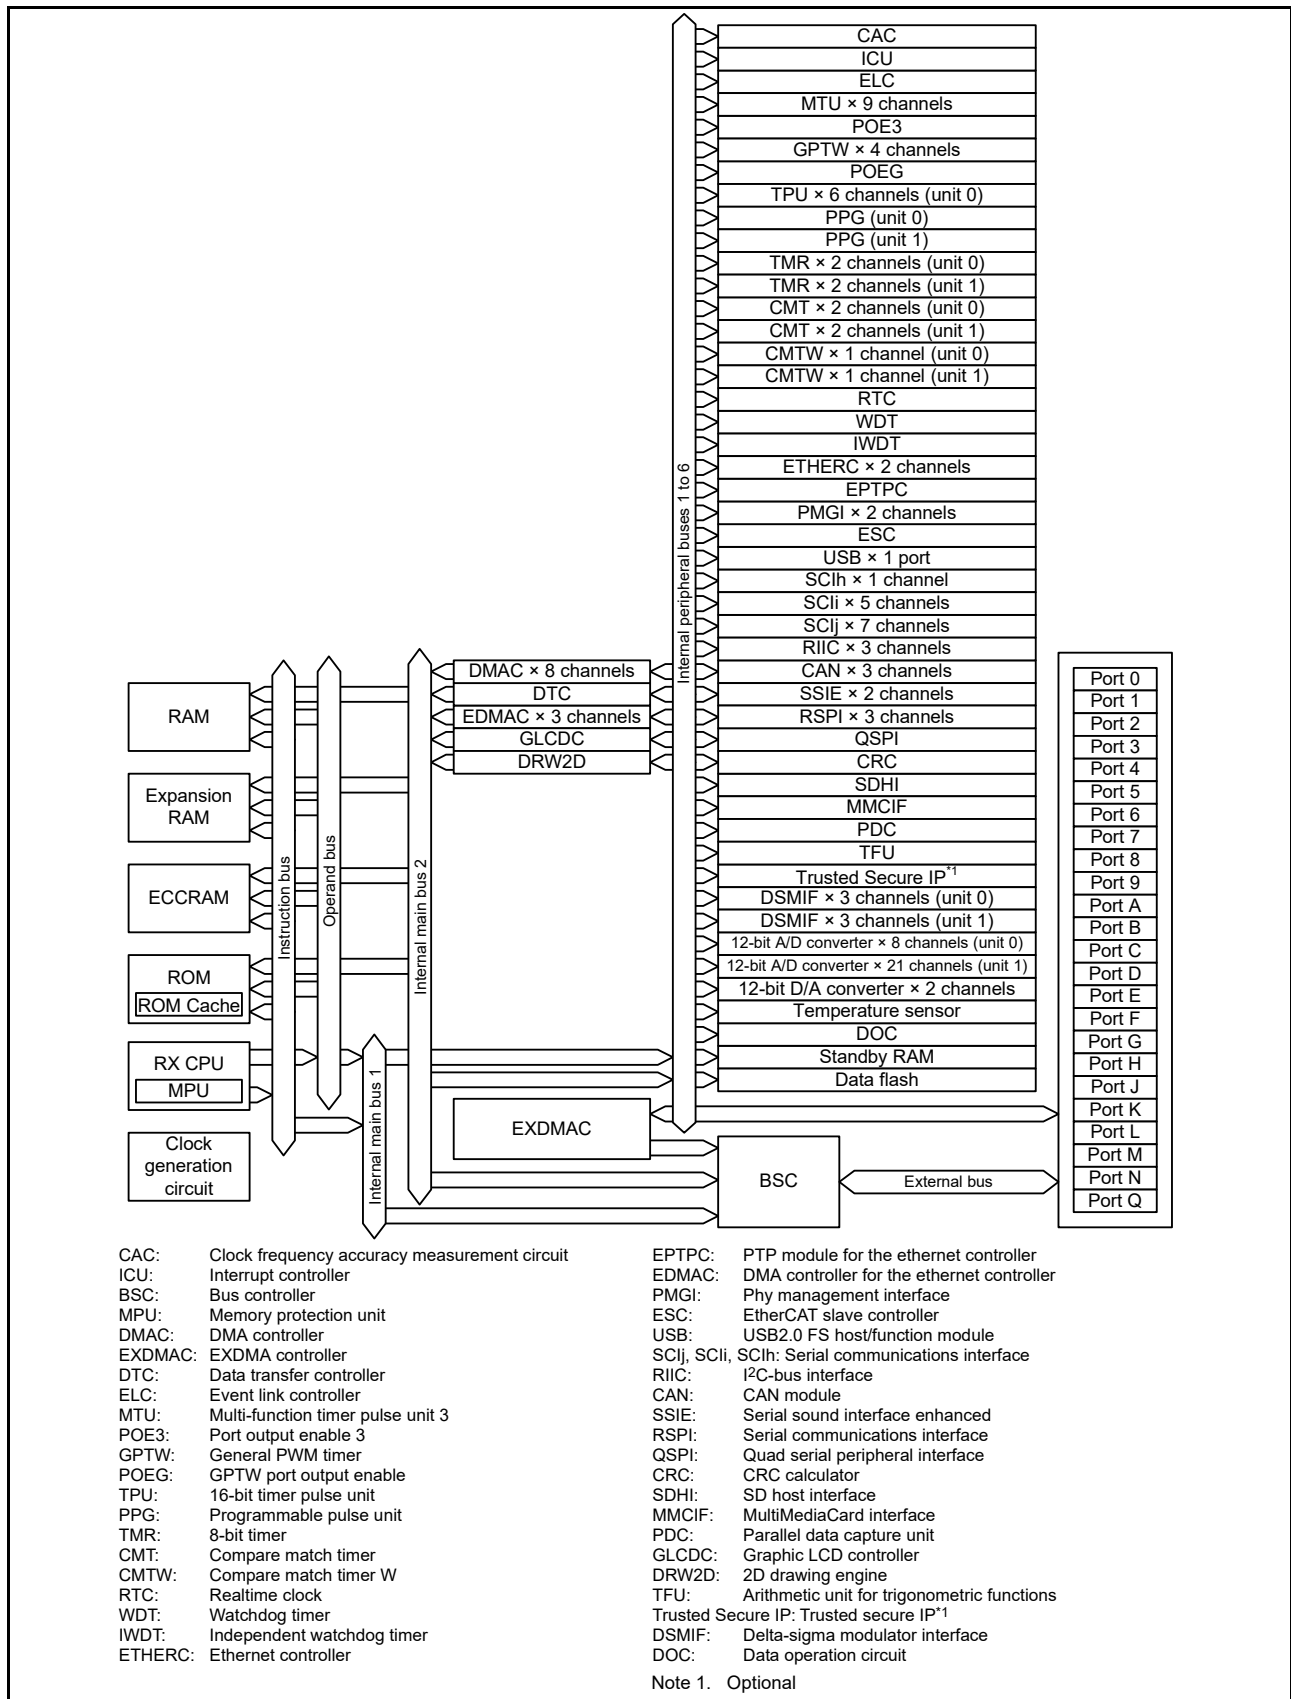 CAC
ICU
ELC
MTU × 9 channels
POE3
GPTW × 4 channels
POEG
TPU × 6 channels (unit 0)
PPG (unit 0)
PPG (unit 1)
TMR × 2 channels (unit 0)
TMR × 2 channels (unit 1)
CMT × 2 channels (unit 0)
CMT × 2 channels (unit 1)
CMTW × 1 channel (unit 0)
CMTW × 1 channel (unit 1)
RTC
WDT
IWDT
ETHERC × 2 channels
EPTPC
PMGI × 2 channels
ESC
USB × 1 port
SCIh × 1 channel
SCIi × 5 channels
SCIj × 7 channels
RIIC × 3 channels
CAN × 3 channels
SSIE × 2 channels
RSPI × 3 channels
QSPI
CRC
SDHI
MMCIF
PDC
TFU
Trusted Secure IP*1
DSMIF × 3 channels (unit 0)
DSMIF × 3 channels (unit 1)
12-bit A/D converter × 8 channels (unit 0)
12-bit A/D converter × 21 channels (unit 1)
12-bit D/A converter × 2 channels
Temperature sensor
DOC
Standby RAM
Data flash
Internal peripheral buses 1 to 6
DMAC × 8 channels
DTC
EDMAC × 3 channels
GLCDC
DRW2D
RAM
Expansion
RAM
ECCRAM
ROM
ROM Cache
RX CPU
MPU
Clock
generation
circuit
Instruction bus
Operand bus
Internal main bus 2
Internal main bus 1
EXDMAC
BSC
External bus
Port 0
Port 1
Port 2
Port 3
Port 4
Port 5
Port 6
Port 7
Port 8
Port 9
Port A
Port B
Port C
Port D
Port E
Port F
Port G
Port H
Port J
Port K
Port L
Port M
Port N
Port Q
CAC: Clock frequency accuracy measurement circuit
ICU: Interrupt controller
BSC: Bus controller
MPU: Memory protection unit
DMAC: DMA controller
EXDMAC: EXDMA controller
DTC: Data transfer controller
ELC: Event link controller
MTU: Multi-function timer pulse unit 3
POE3: Port output enable 3
GPTW: General PWM timer
POEG: GPTW port output enable
TPU: 16-bit timer pulse unit
PPG: Programmable pulse unit
TMR: 8-bit timer
CMT: Compare match timer
CMTW: Compare match timer W
RTC: Realtime clock
WDT: Watchdog timer
IWDT: Independent watchdog timer
ETHERC: Ethernet controller
EPTPC: PTP module for the ethernet controller
EDMAC: DMA controller for the ethernet controller
PMGI: Phy management interface
ESC: EtherCAT slave controller
USB: USB2.0 FS host/function module
SCIj, SCIi, SCIh: Serial communications interface
RIIC: I2C-bus interface
CAN: CAN module
SSIE: Serial sound interface enhanced
RSPI: Serial communications interface
QSPI: Quad serial peripheral interface
CRC: CRC calculator
SDHI: SD host interface
MMCIF: MultiMediaCard interface
PDC: Parallel data capture unit
GLCDC: Graphic LCD controller
DRW2D: 2D drawing engine
TFU: Arithmetic unit for trigonometric functions
Trusted Secure IP: Trusted secure IP*1
DSMIF: Delta-sigma modulator interface
DOC: Data operation circuit
Note 1. Optional